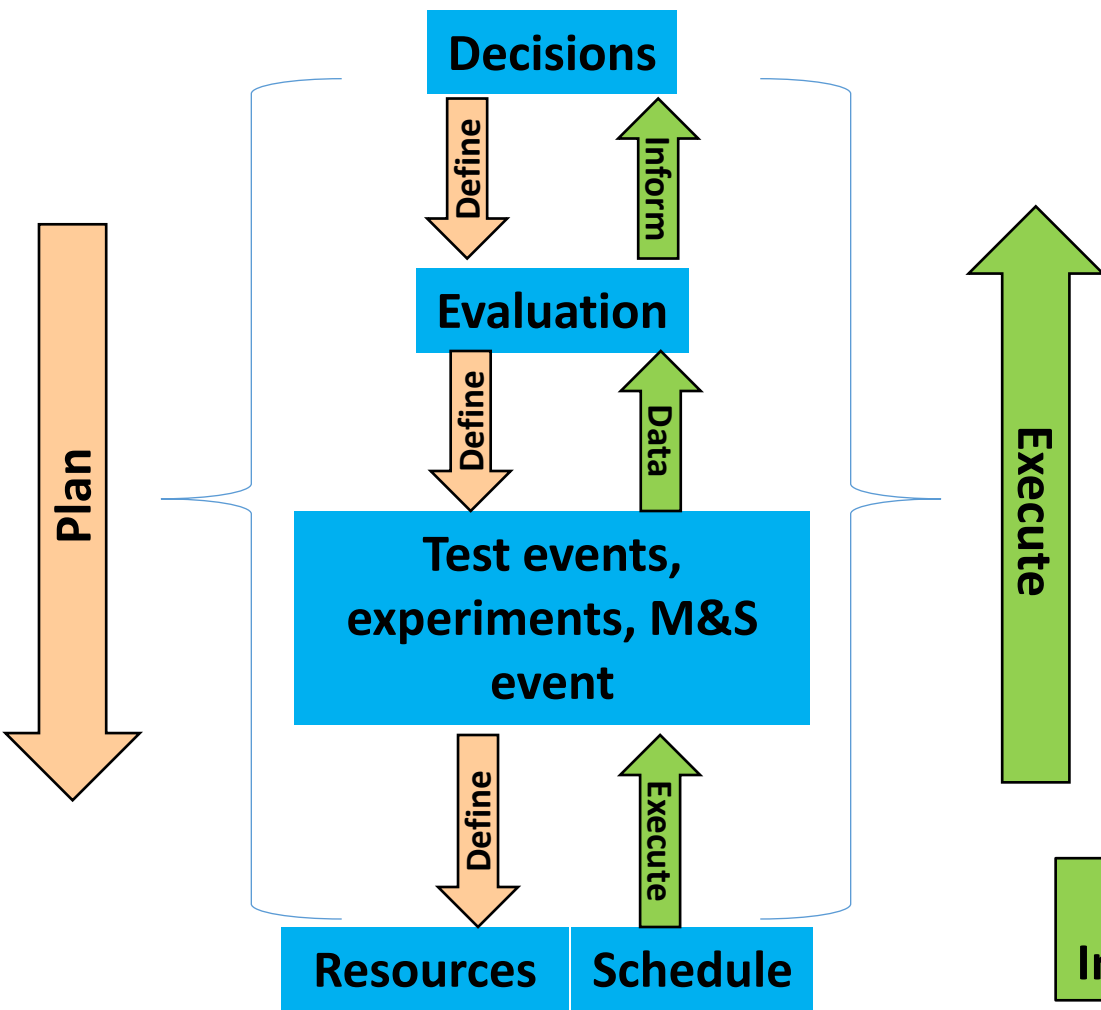 Decisions
Define
Inform
Evaluation
Define
Data
Plan
Execute
Test events,
experiments, M&S
event
Define
Execute
Resources
Schedule